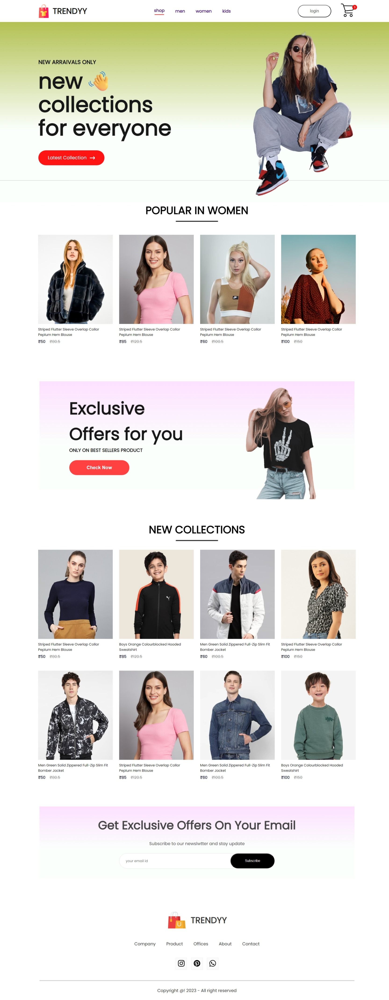 TRENDYY
shop men women kids
login
3
NEW ARRAIVALS ONLY
new
collections
for everyone
Latest Collection
POPULAR IN WOMEN
Striped Flutter Sleeve Overlap Collar
Peplum Hem Blouse
₹50 ₹80.5
Striped Flutter Sleeve Overlap Collar
Peplum Hem Blouse
₹85 ₹120.5
Striped Flutter Sleeve Overlap Collar
Peplum Hem Blouse
₹60 ₹100.5
Striped Flutter Sleeve Overlap Collar
Peplum Hem Blouse
₹100 ₹150
Exclusive
Offers for you
ONLY ON BEST SELLERS PRODUCT
Check Now
NEW COLLECTIONS
Striped Flutter Sleeve Overlap Collar
Peplum Hem Blouse
₹50 ₹80.5
Boys Orange Colourblocked Hooded
Sweatshirt
₹85 ₹120.5
Men Green Solid Zippered Full-Zip Slim Fit
Bomber Jacket
₹60 ₹100.5
Striped Flutter Sleeve Overlap Collar
Peplum Hem Blouse
₹100 ₹150
Men Green Solid Zippered Full-Zip Slim Fit
Bomber Jacket
₹50 ₹80.5
Striped Flutter Sleeve Overlap Collar
Peplum Hem Blouse
₹85 ₹120.5
Men Green Solid Zippered Full-Zip Slim Fit
Bomber Jacket
₹60 ₹100.5
Boys Orange Colourblocked Hooded
Sweatshirt
₹100 ₹150
Get Exclusive Offers On Your Email
Subscribe to our newslwtter and stay update
your email id
Subscribe
U
TRENDYY
Company Product Offices About Contact
Copyright @! 2023 - All right reserved